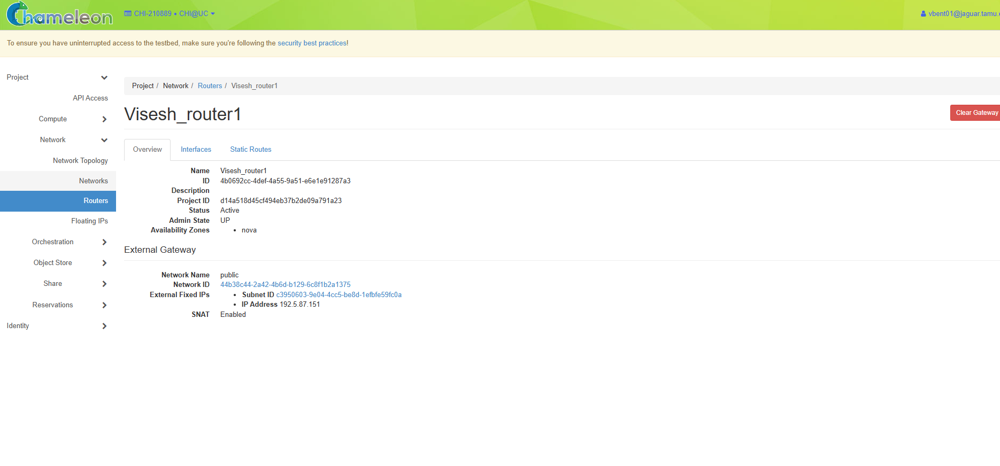 Chameleon
CHI-210889 • CHI@UC
vbent01@jaguar.tamu.
To ensure you have uninterrupted access to the testbed, make sure you're following the security best practices!
Project
API Access
Compute
Network
Network Topology
Networks
Routers
Floating IPs
Orchestration
Object Store
Share
Reservations
Identity
Project / Network / Routers / Visesh_router1
Visesh_router1
Clear Gateway
Overview Interfaces Static Routes
Name Visesh_router1
ID 4b0692cc-4def-4a55-9a51-e6e1e91287a3
Description
Project ID d14a518d45cf494eb37b2de09a791a23
Status Active
Admin State UP
Availability Zones • nova
External Gateway
Network Name public
Network ID 44b38c44-2a42-4b6d-b129-6c8f1b2a1375
External Fixed IPs • Subnet ID c3950603-9e04-4cc5-be8d-1efbfe59fc0a
• IP Address 192.5.87.151
SNAT Enabled